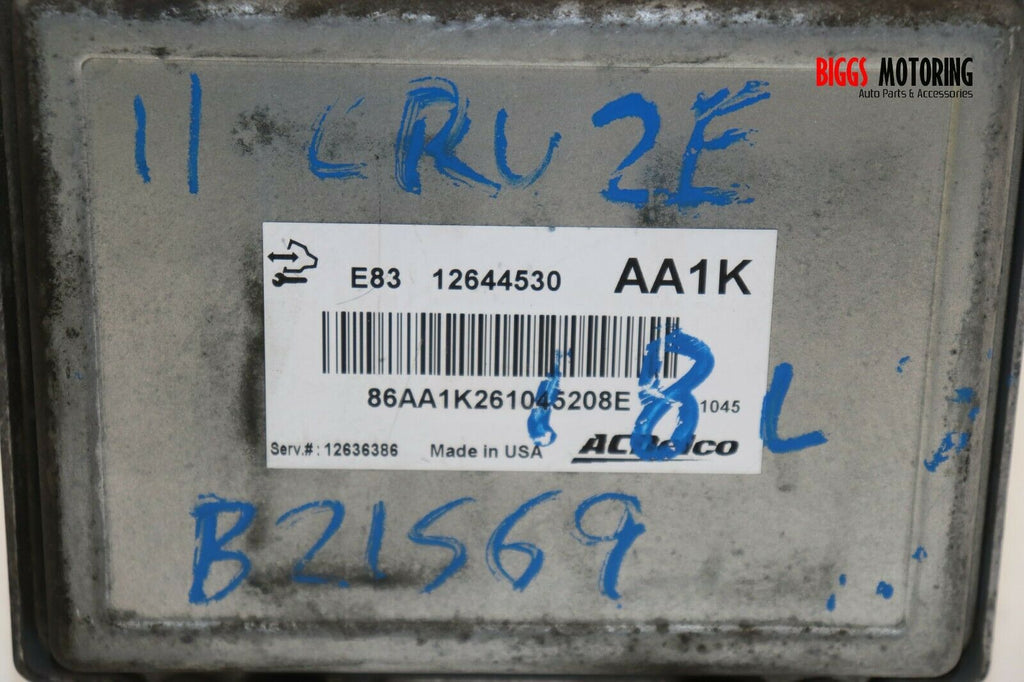 BIGGS MOTORING
Auto Parts & Accessories
11 CRUZE
E83 12644530 AA1K
86AA1K261045208E 1045
1.8 L
Serv.#: 12636386 Made in USA ACDelco
B21569